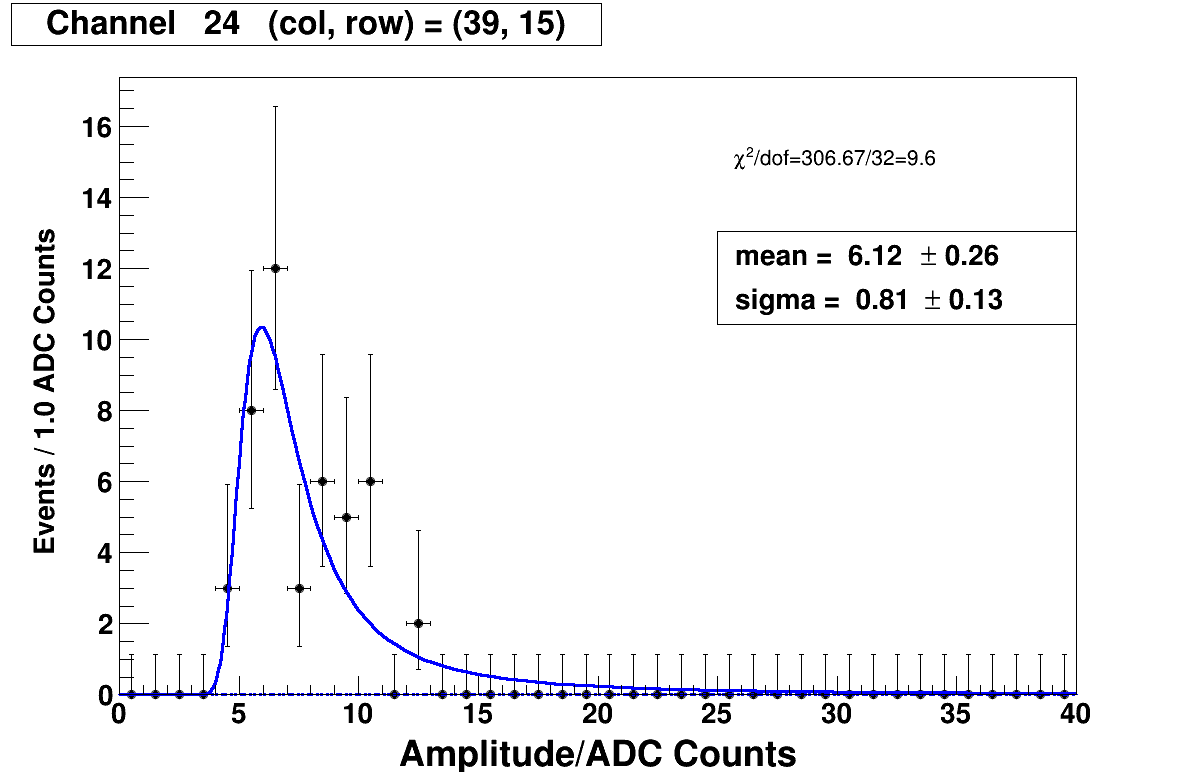 Channel 24 (col, row) = (39, 15)
16
14
12
10
8
6
4
2
0
Events / 1.0 ADC Counts
χ²/dof=306.67/32=9.6
mean = 6.12 ± 0.26
sigma = 0.81 ± 0.13
0 5 10 15 20 25 30 35 40
Amplitude/ADC Counts